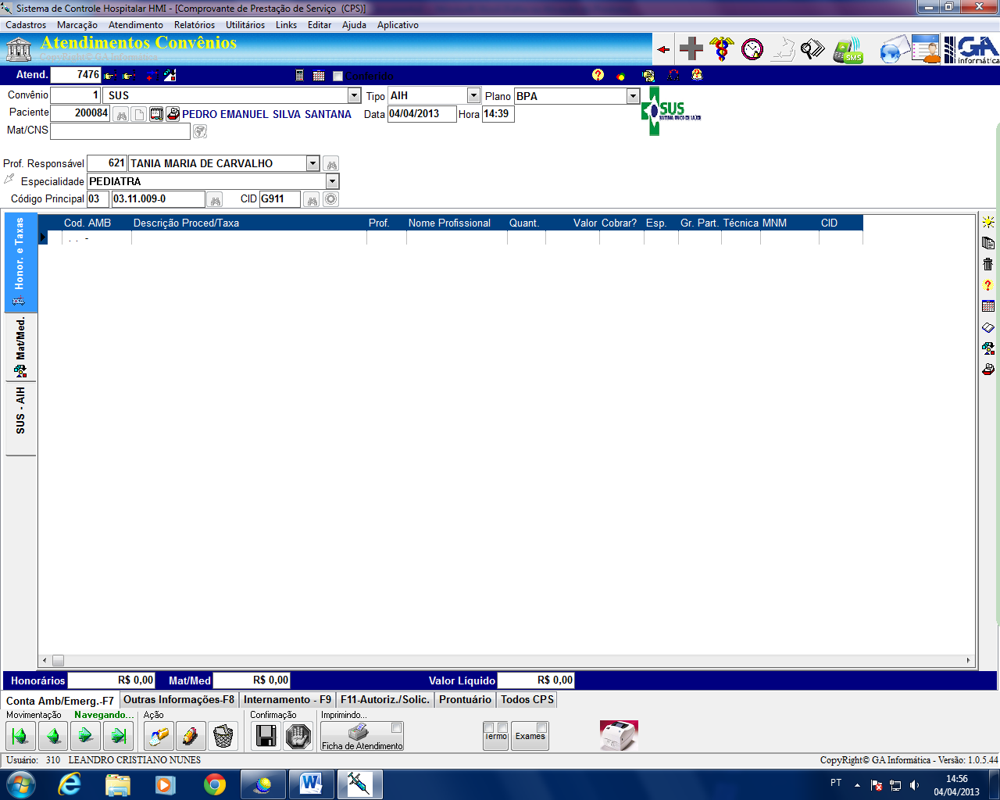 Sistema de Controle Hospitalar HMI - [Comprovante de Prestação de Serviço (CPS)]
Cadastros Marcação Atendimento Relatórios Utilitários Links Editar Ajuda Aplicativo
Atendimentos Convênios
CopyRight© GA Informática
SMS
GA
informática
Atend. 7476 Conferido
Convênio 1 SUS Tipo AIH Plano BPA
SUS
Paciente 200084 PEDRO EMANUEL SILVA SANTANA Data 04/04/2013 Hora 14:39
Mat/CNS
Prof. Responsável 621 TANIA MARIA DE CARVALHO
Especialidade PEDIATRA
Código Principal 03 03.11.009-0 CID G911
Cod. AMB Descrição Proced/Taxa Prof. Nome Profissional Quant. Valor Cobrar? Esp. Gr. Part. Técnica MNM CID
. . -
Honor. e Taxas
Mat/Med.
SUS - AIH
Honorários R$ 0,00 Mat/Med R$ 0,00 Valor Líquido R$ 0,00
Conta Amb/Emerg.-F7 Outras Informações-F8 Internamento - F9 F11-Autoriz./Solic. Prontuário Todos CPS
Movimentação Navegando... Ação Confirmação Imprimindo...
Ficha de Atendimento Termo Exames
Usuário: 310 LEANDRO CRISTIANO NUNES CopyRight© GA Informática - Versão: 1.0.5.44
PT 14:56
04/04/2013